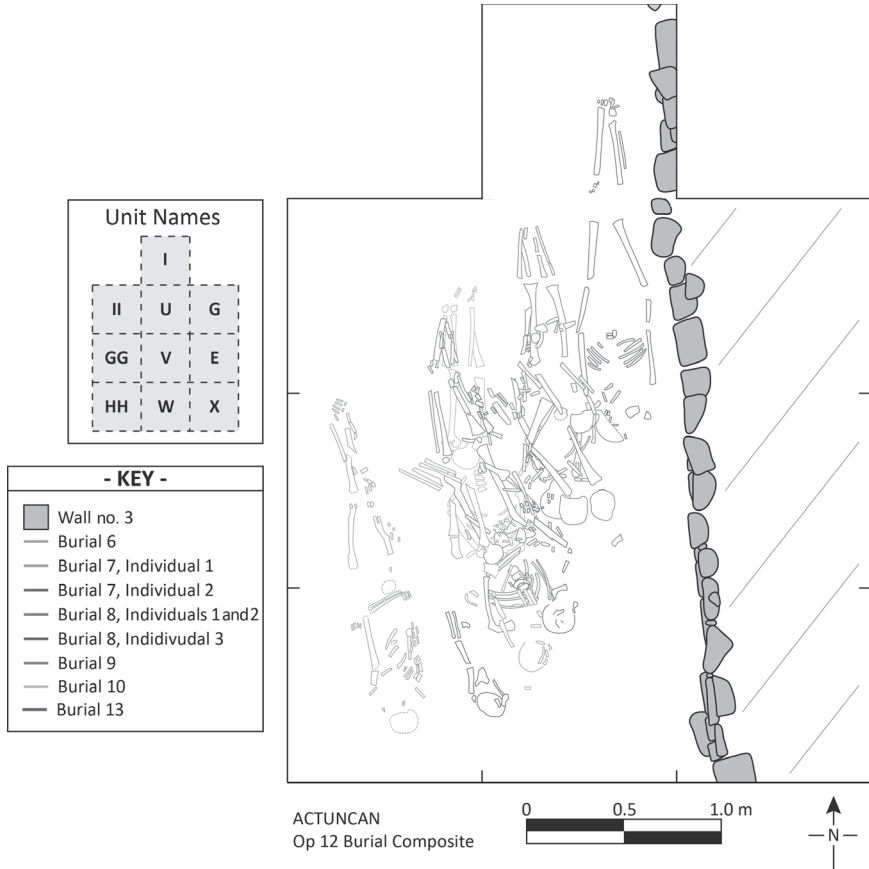 Unit Names
I
II U G
GG V E
HH W X
- KEY -
Wall no. 3
Burial 6
Burial 7, Individual 1
Burial 7, Individual 2
Burial 8, Individuals 1and2
Burial 8, Indidivudal 3
Burial 9
Burial 10
Burial 13
ACTUNCAN
Op 12 Burial Composite
0 0.5 1.0 m
N